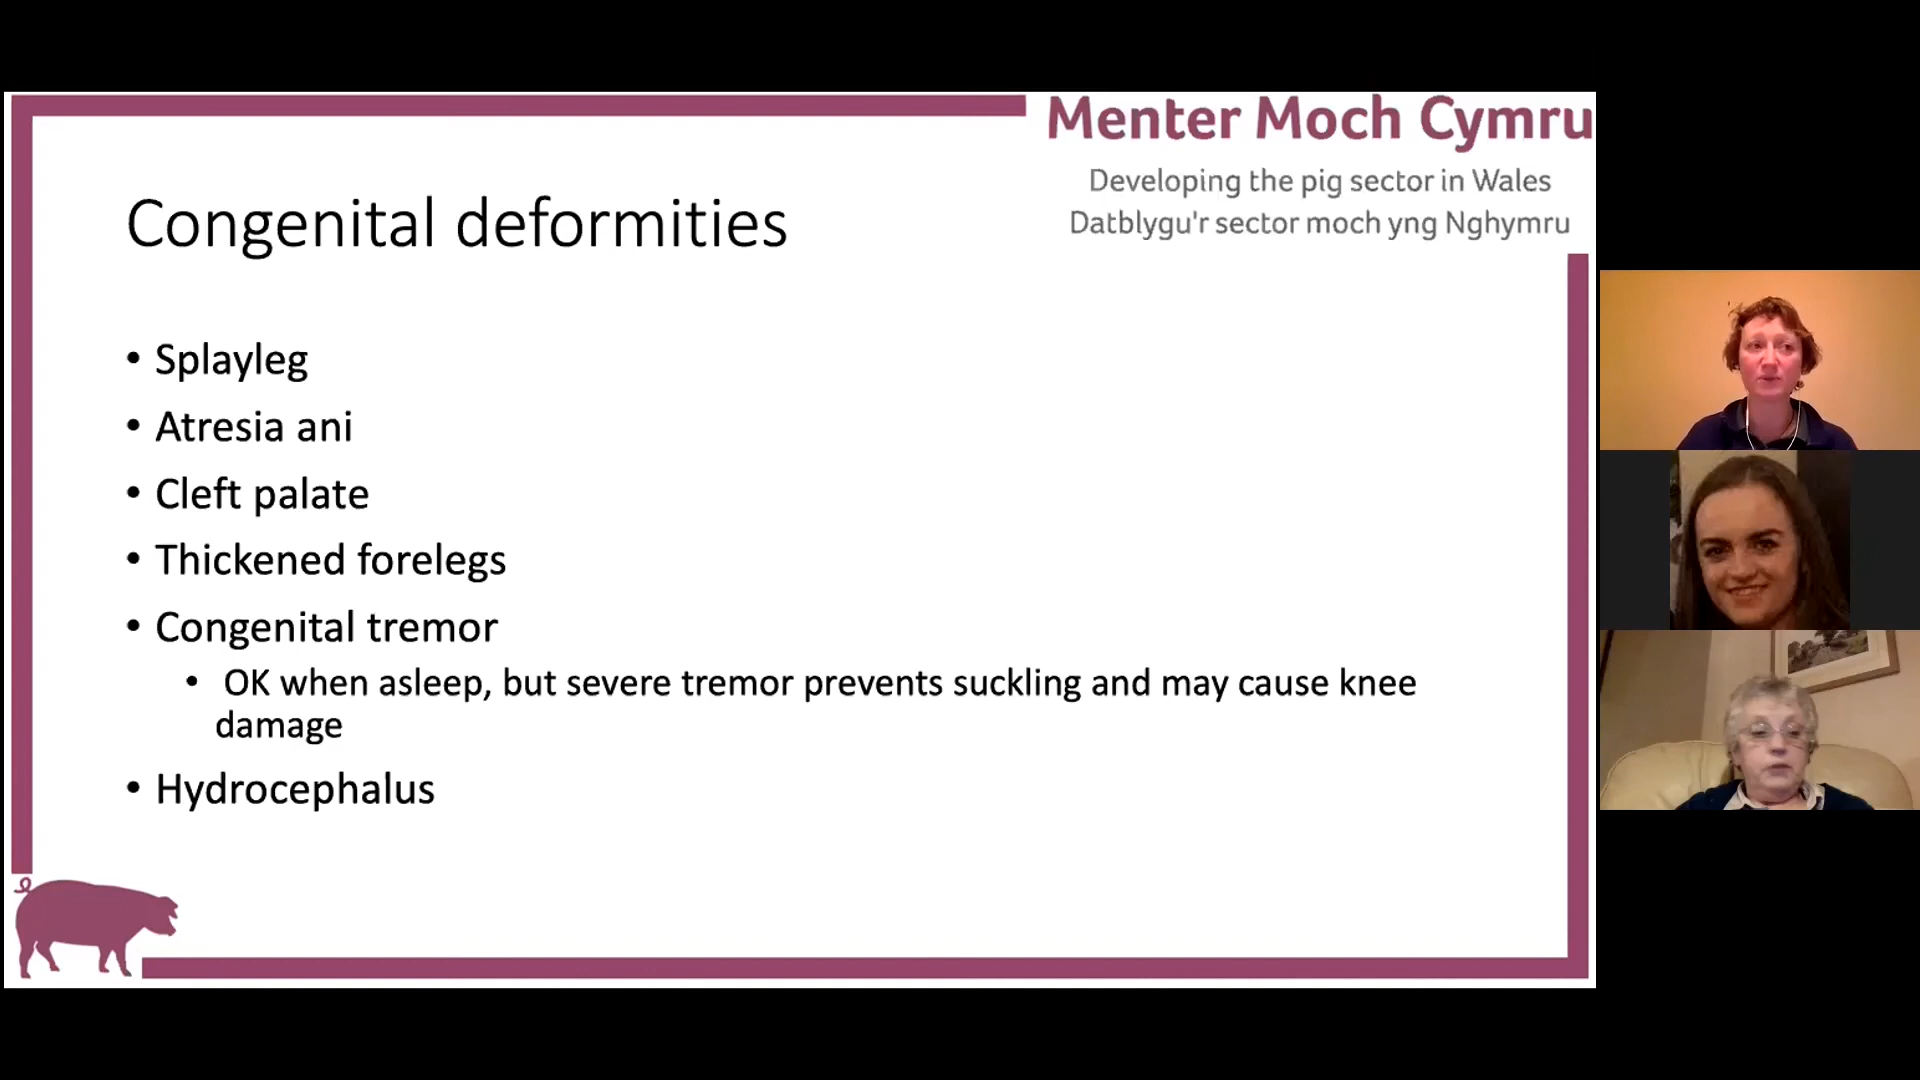 Menter Moch Cymru
Developing the pig sector in Wales
Datblygu'r sector moch yng Nghymru
Congenital deformities
• Splayleg
• Atresia ani
• Cleft palate
• Thickened forelegs
• Congenital tremor
• OK when asleep, but severe tremor prevents suckling and may cause knee
damage
• Hydrocephalus